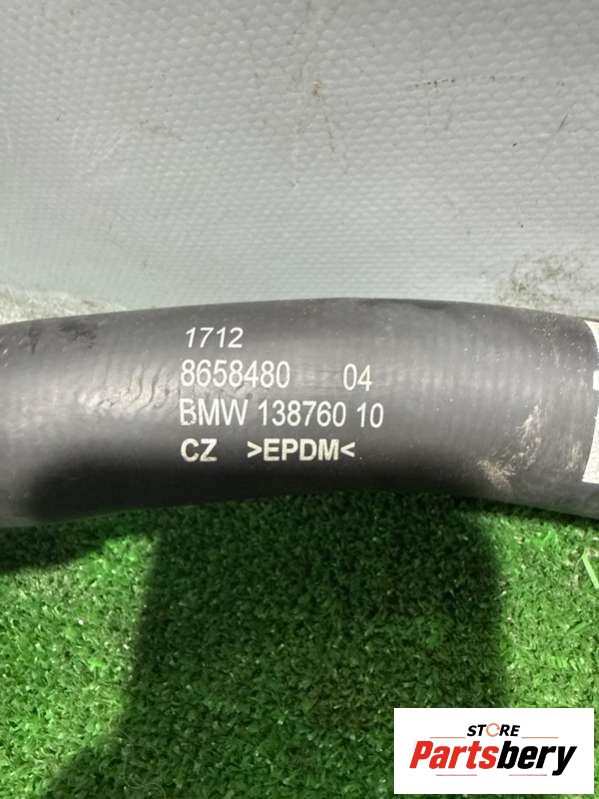 1712
8658480 04
BMW 138760 10
CZ >EPDM<
STORE
Partsbery